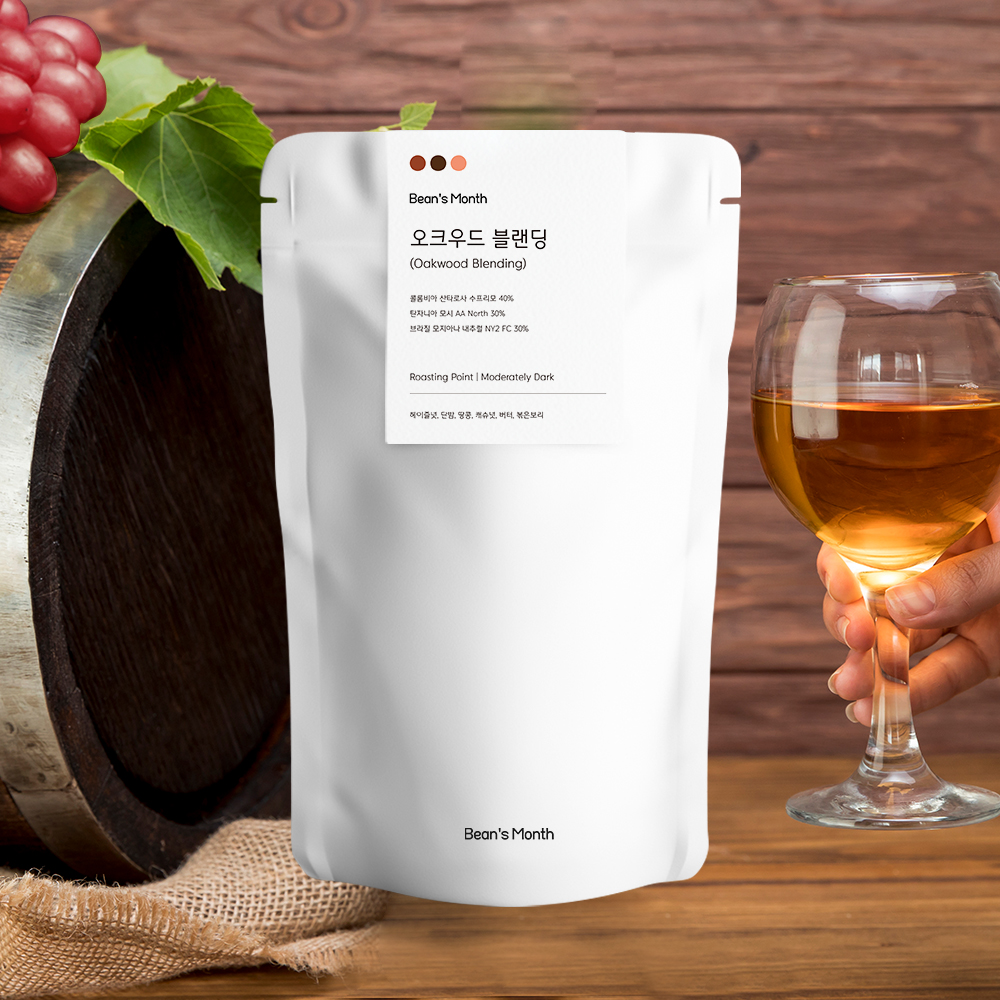 Bean's Month
오크우드 블랜딩
(Oakwood Blending)
콜롬비아 산타로사 수프리모 40%
탄자니아 모시 AA North 30%
브라질 모지아나 내추럴 NY2 FC 30%
Roasting Point | Moderately Dark
헤이즐넛, 단밤, 땅콩, 캐슈넛, 버터, 볶은보리
Bean's Month